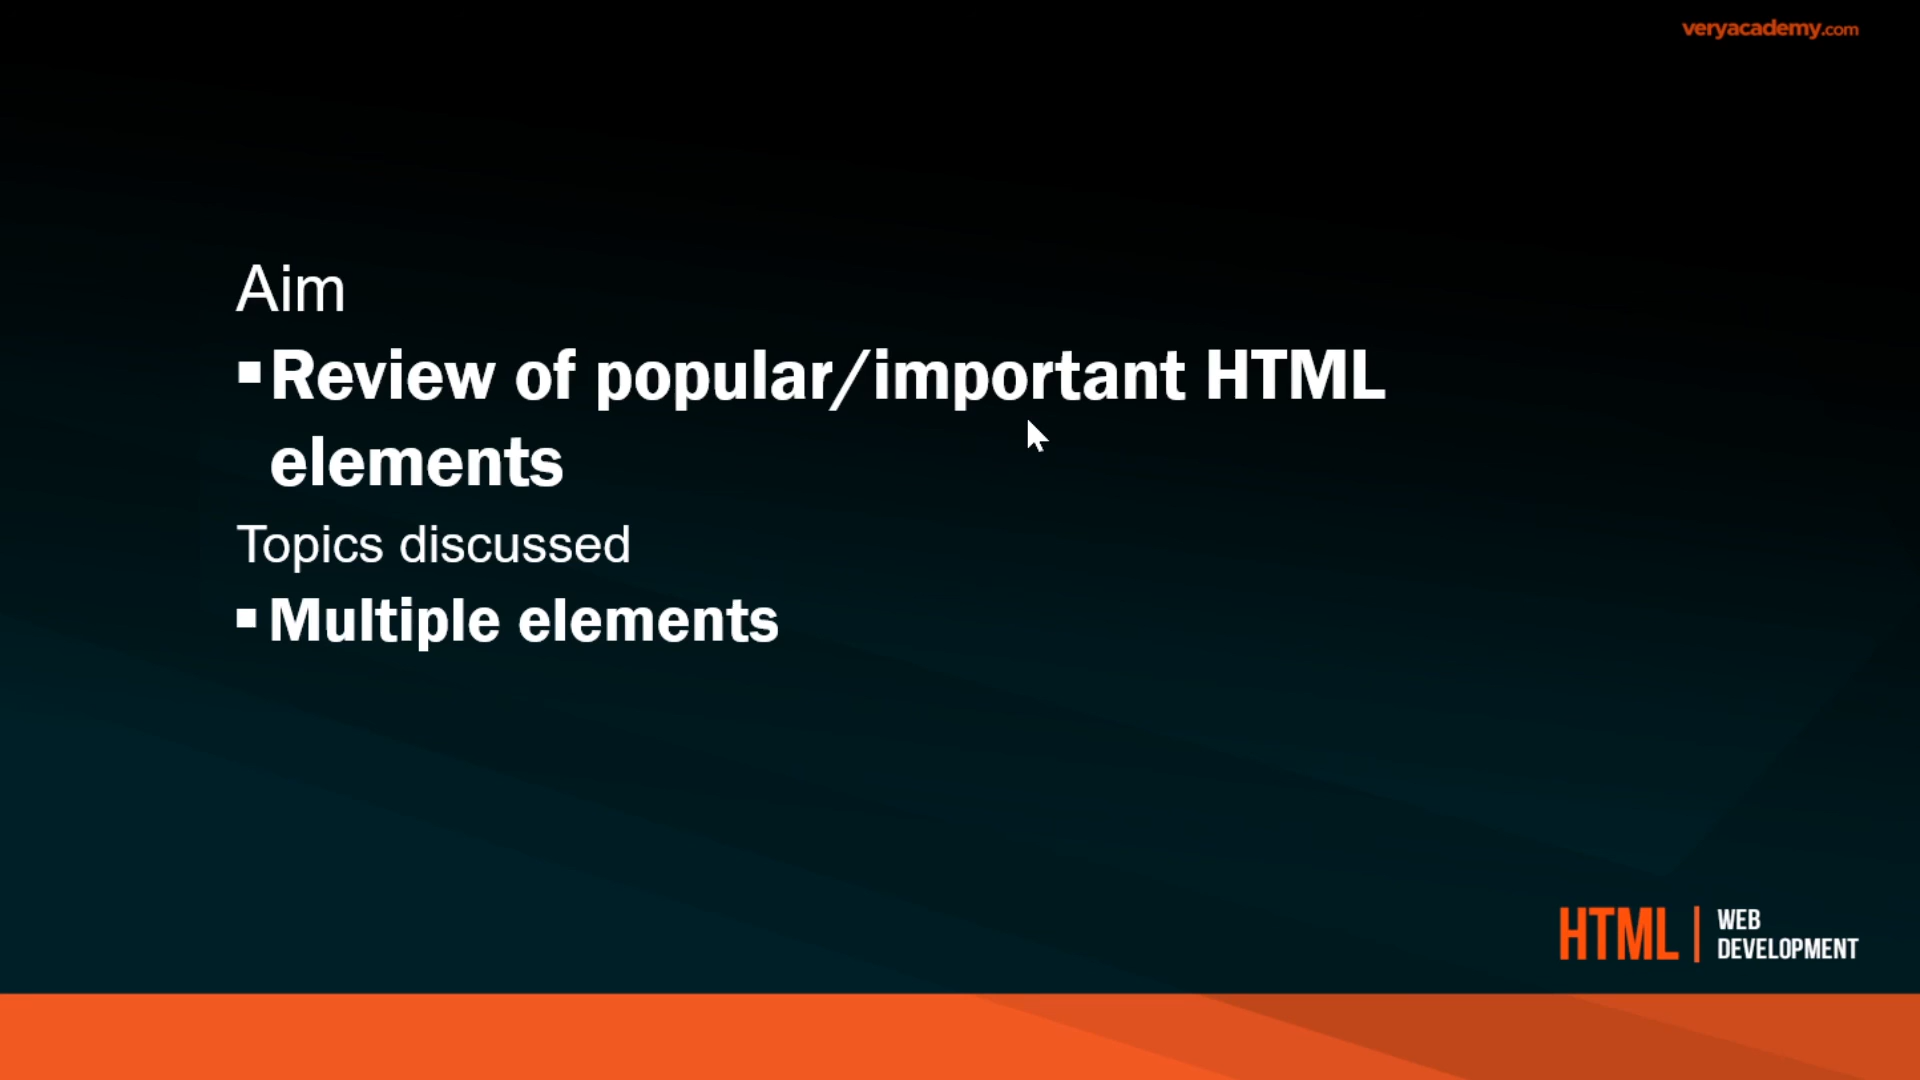 veryacademy.com
Aim
▪Review of popular/important HTML
elements
Topics discussed
▪Multiple elements
HTML | WEB
DEVELOPMENT